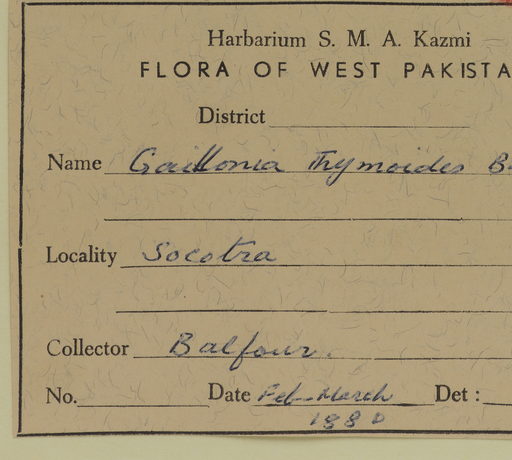 Harbarium S. M. A. Kazmi
FLORA OF WEST PAKISTA
District
Name Gaillonia Thymoides B
Locality Socotra
Collector Balfour.
No. Date Feb-March Det :
1880